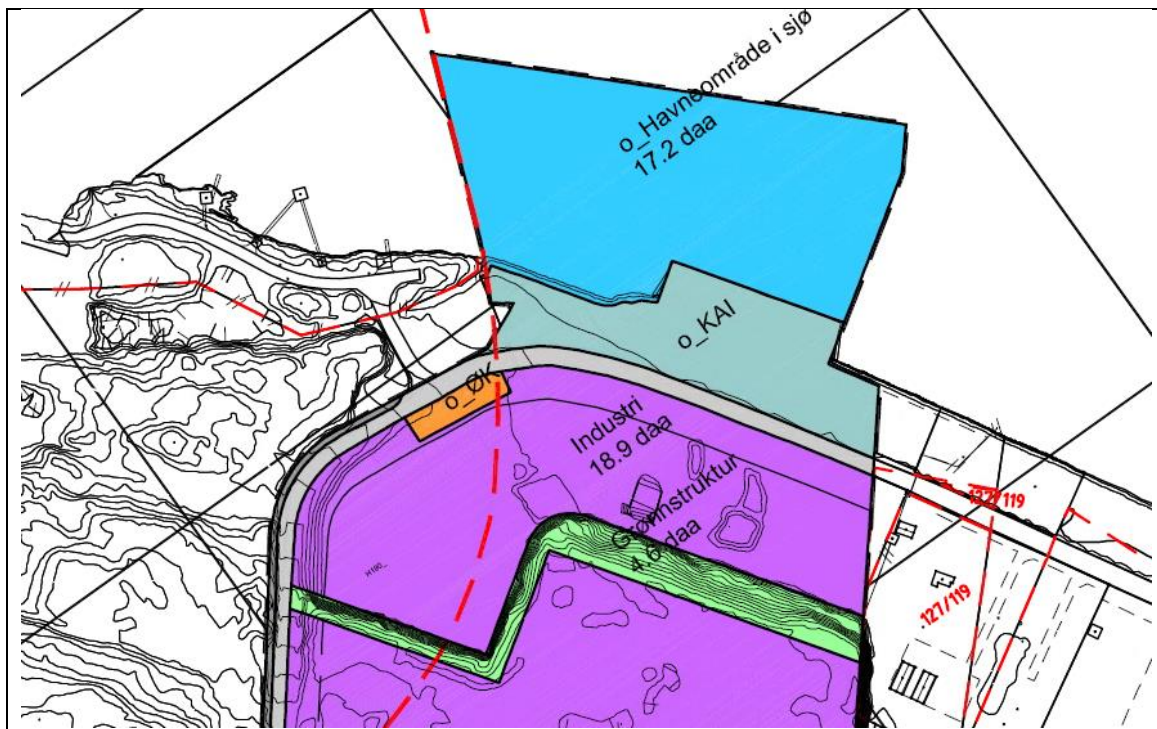 o_Havneområde i sjø
17.2 daa
o_KAI
o_ØK
Industri
18.9 daa
Grønnstruktur
4.6 daa
H190_
127/119
127/119